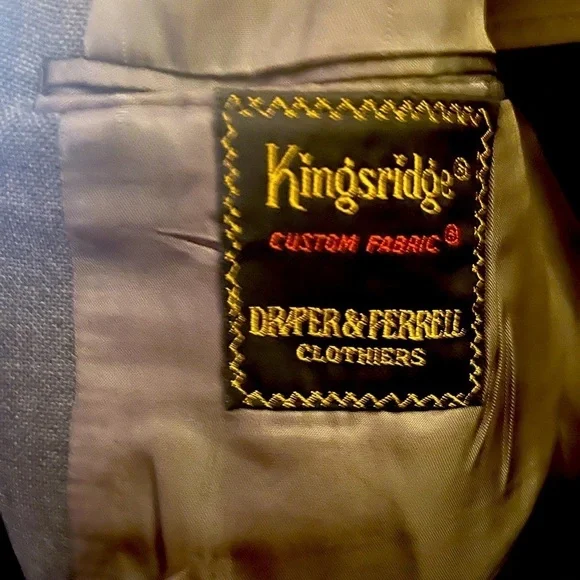 Kingsridge®
CUSTOM FABRIC®
DRAPER & FERRELL
CLOTHIERS